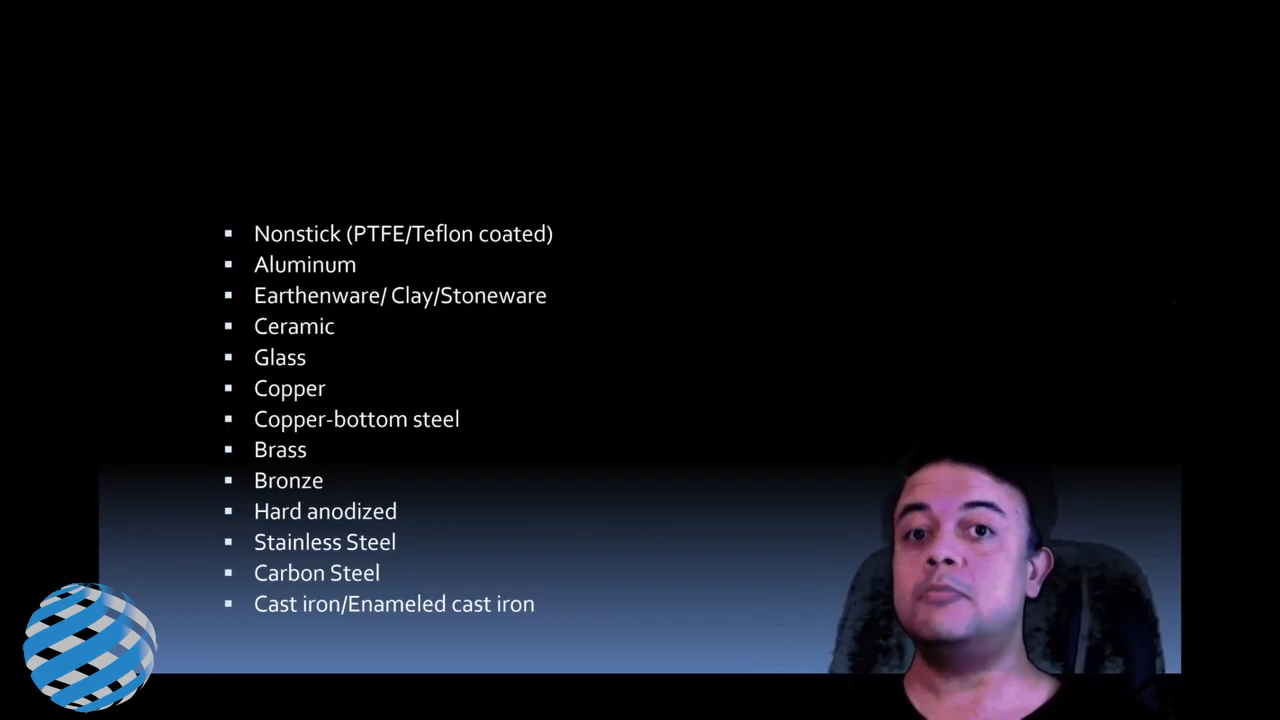 Nonstick (PTFE/Teflon coated)
Aluminum
Earthenware/ Clay/Stoneware
Ceramic
Glass
Copper
Copper-bottom steel
Brass
Bronze
Hard anodized
Stainless Steel
Carbon Steel
Cast iron/Enameled cast iron